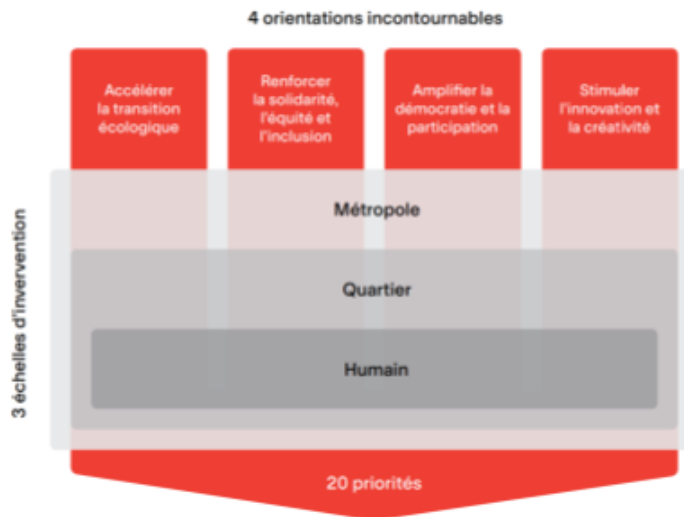 4 orientations incontournables
Accélérer
la transition
écologique
Renforcer
la solidarité,
l'équité et
l'inclusion
Amplifier la
démocratie et la
participation
Stimuler
l'innovation et
la créativité
3 échelles d'invervention
Métropole
Quartier
Humain
20 priorités